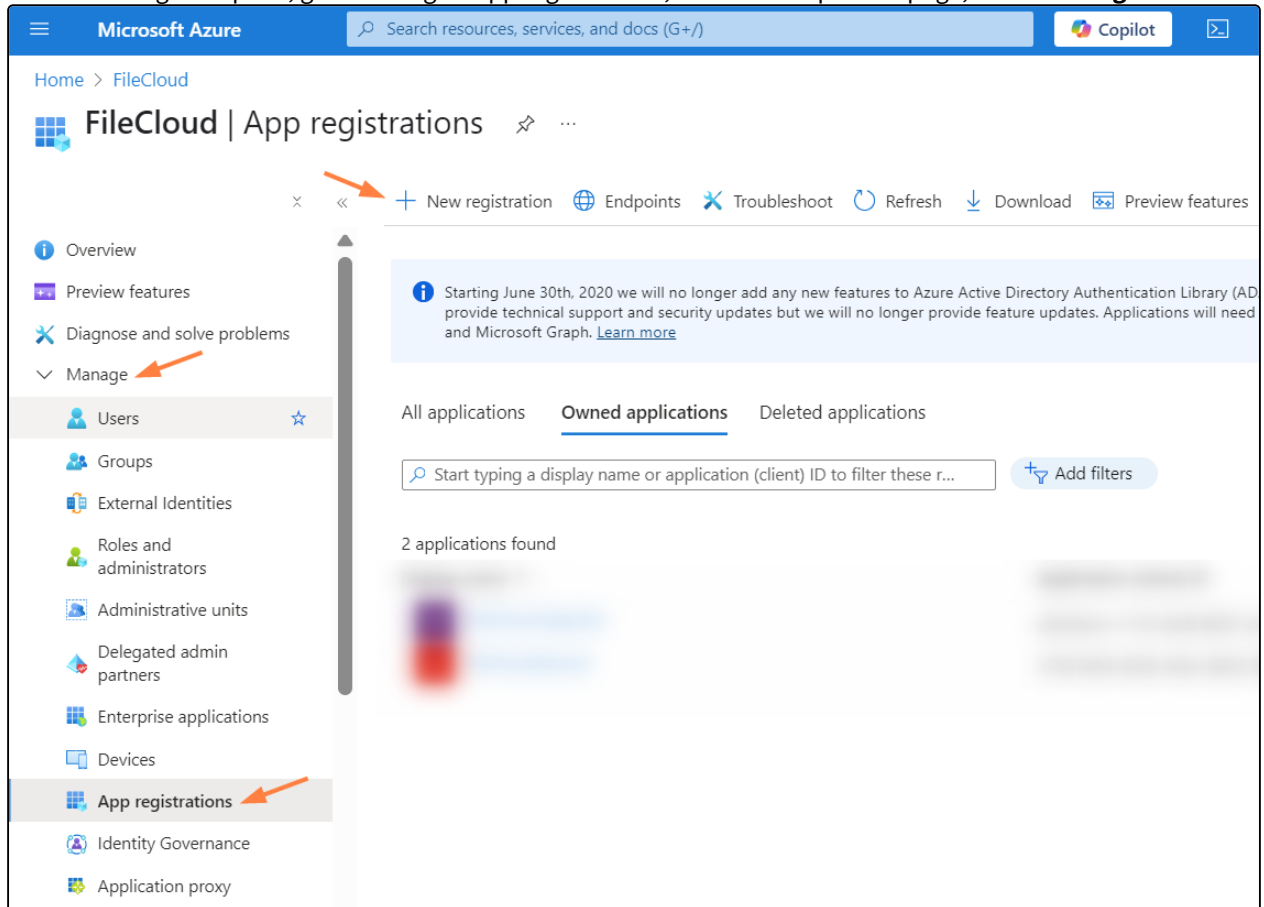 Microsoft Azure
Search resources, services, and docs (G+/)
Copilot
Home > FileCloud
FileCloud | App registrations
New registration Endpoints Troubleshoot Refresh Download Preview features
Overview
Preview features
Diagnose and solve problems
Manage
Users
Groups
External Identities
Roles and
administrators
Administrative units
Delegated admin
partners
Enterprise applications
Devices
App registrations
Identity Governance
Application proxy
Starting June 30th, 2020 we will no longer add any new features to Azure Active Directory Authentication Library (AD
provide technical support and security updates but we will no longer provide feature updates. Applications will need
and Microsoft Graph. Learn more
All applications Owned applications Deleted applications
Start typing a display name or application (client) ID to filter these r...
Add filters
2 applications found